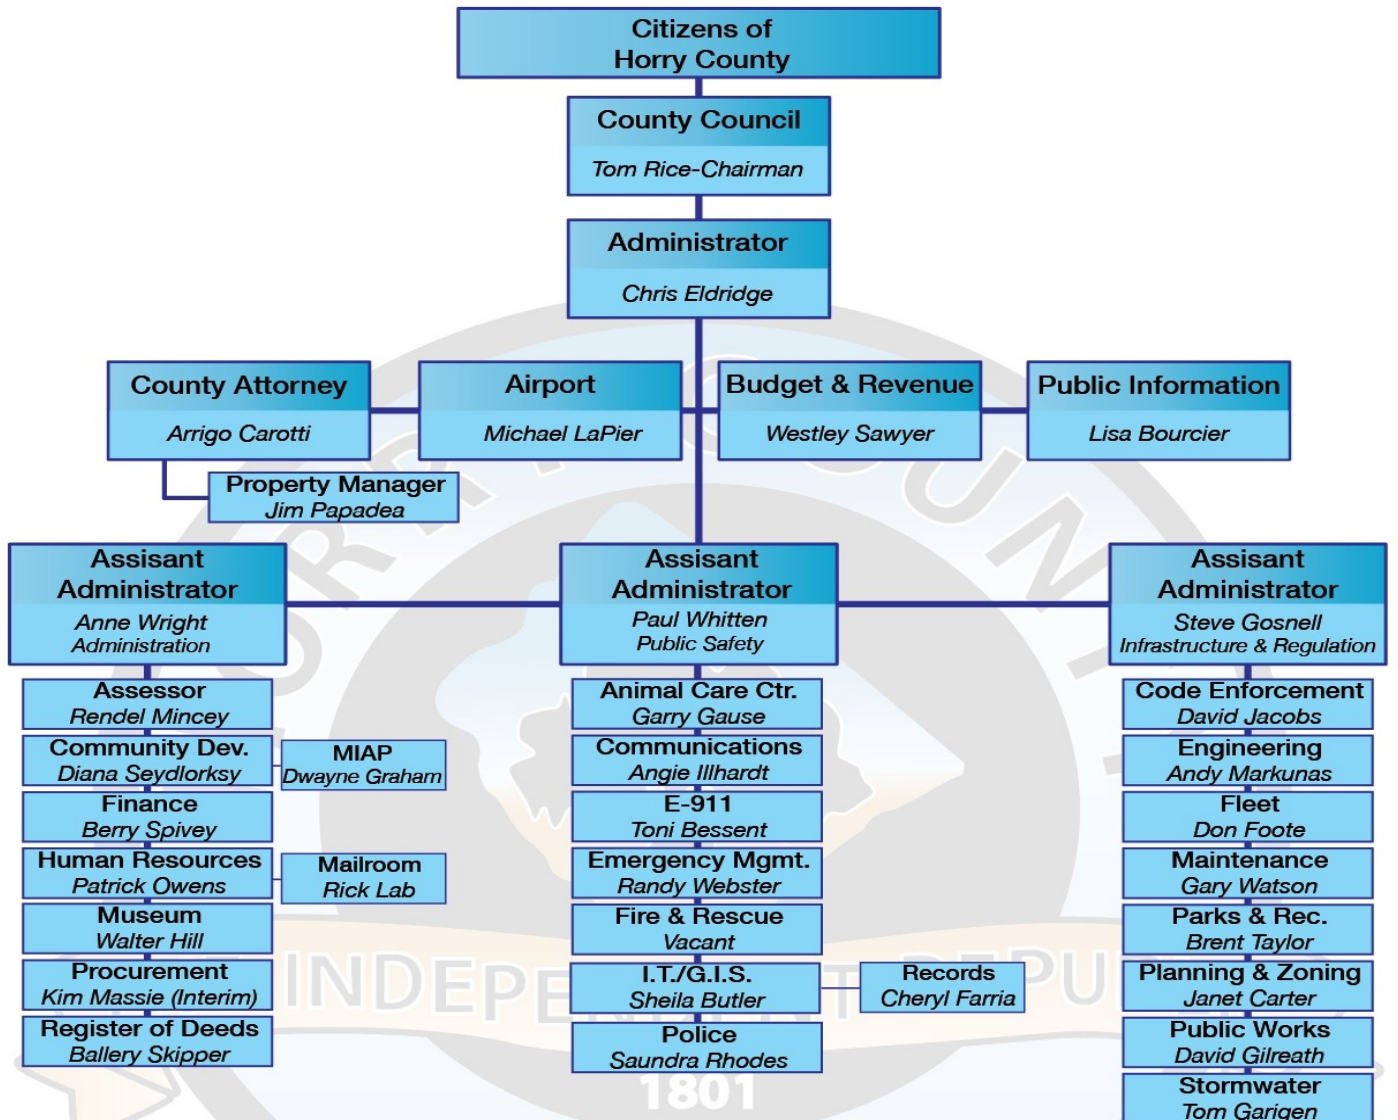 Citizens of
Horry County
County Council
Tom Rice-Chairman
Administrator
Chris Eldridge
County Attorney
Arrigo Carotti
Airport
Michael LaPier
Budget & Revenue
Westley Sawyer
Public Information
Lisa Bourcier
Property Manager
Jim Papadea
Assisant
Administrator
Anne Wright
Administration
Assisant
Administrator
Paul Whitten
Public Safety
Assisant
Administrator
Steve Gosnell
Infrastructure & Regulation
Assessor
Rendel Mincey
Community Dev.
Diana Seydlorksy
MIAP
Dwayne Graham
Finance
Berry Spivey
Human Resources
Patrick Owens
Mailroom
Rick Lab
Museum
Walter Hill
Procurement
Kim Massie (Interim)
Register of Deeds
Ballery Skipper
Animal Care Ctr.
Garry Gause
Communications
Angie Illhardt
E-911
Toni Bessent
Emergency Mgmt.
Randy Webster
Fire & Rescue
Vacant
I.T./G.I.S.
Sheila Butler
Records
Cheryl Farria
Police
Saundra Rhodes
Code Enforcement
David Jacobs
Engineering
Andy Markunas
Fleet
Don Foote
Maintenance
Gary Watson
Parks & Rec.
Brent Taylor
Planning & Zoning
Janet Carter
Public Works
David Gilreath
Stormwater
Tom Garigen
1801